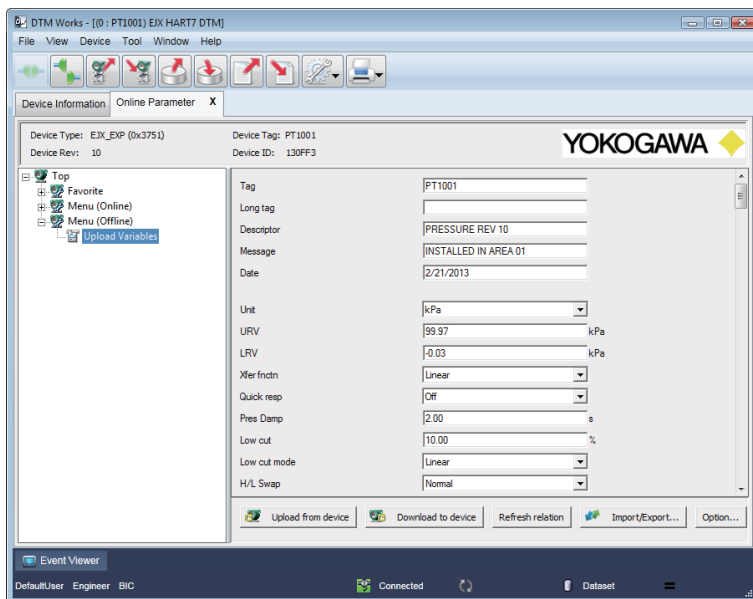 DTM Works - [(0 : PT1001) EJX HART7 DTM]
File View Device Tool Window Help
Device Information Online Parameter X
Device Type: EJX_EXP (0x3751) Device Tag: PT1001
Device Rev: 10 Device ID: 130FF3
YOKOGAWA
Top
Favorite
Menu (Online)
Menu (Offline)
Upload Variables
Tag PT1001
Long tag
Descriptor PRESSURE REV 10
Message INSTALLED IN AREA 01
Date 2/21/2013
Unit kPa
URV 99.97 kPa
LRV -0.03 kPa
Xfer fnctn Linear
Quick resp Off
Pres Damp 2.00 s
Low cut 10.00 %
Low cut mode Linear
H/L Swap Normal
Upload from device Download to device Refresh relation Import/Export... Option...
Event Viewer
DefaultUser Engineer BIC Connected Dataset